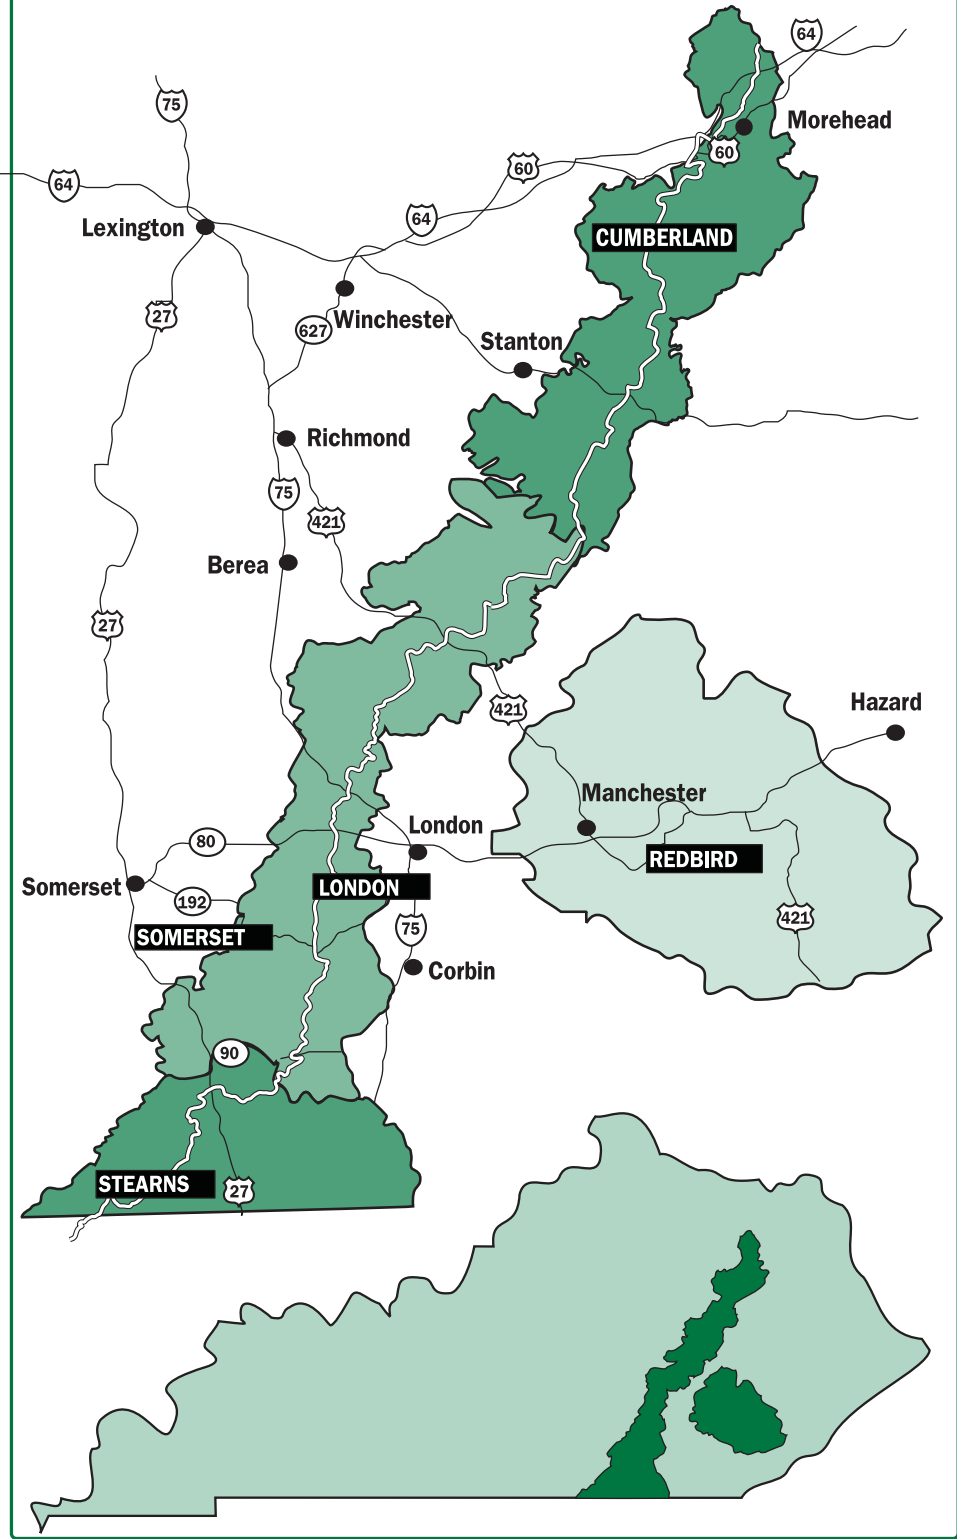 64
75
Morehead
60
60
64
64
Lexington
CUMBERLAND
27
Winchester
627
Stanton
Richmond
75
421
Berea
27
Hazard
421
Manchester
London
80
REDBIRD
Somerset
LONDON
192
421
75
SOMERSET
Corbin
90
STEARNS
27